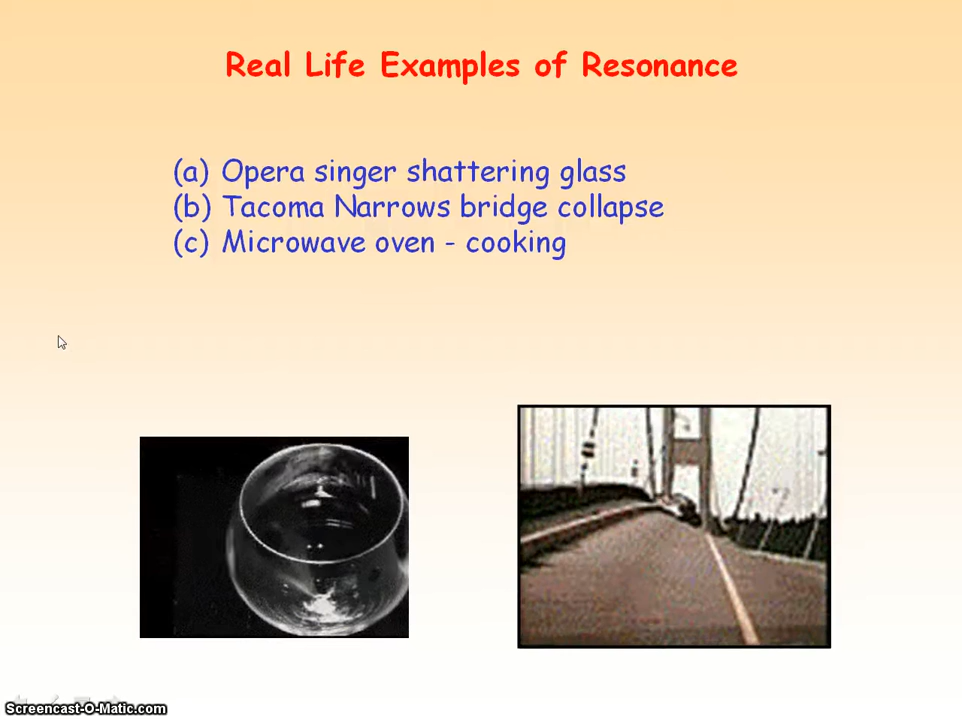 Real Life Examples of Resonance
(a) Opera singer shattering glass
(b) Tacoma Narrows bridge collapse
(c) Microwave oven - cooking
Screencast-O-Matic.com